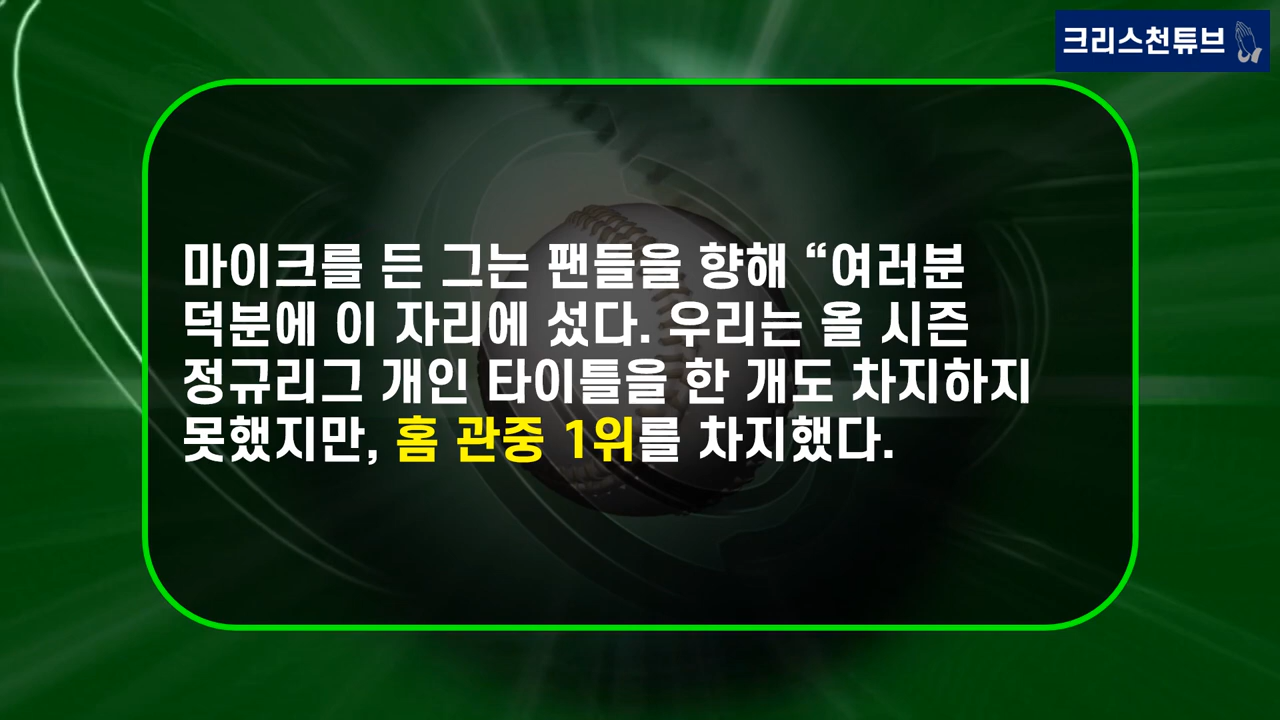 크리스천튜브
마이크를 든 그는 팬들을 향해 “여러분
덕분에 이 자리에 섰다. 우리는 올 시즌
정규리그 개인 타이틀을 한 개도 차지하지
못했지만, 홈 관중 1위를 차지했다.